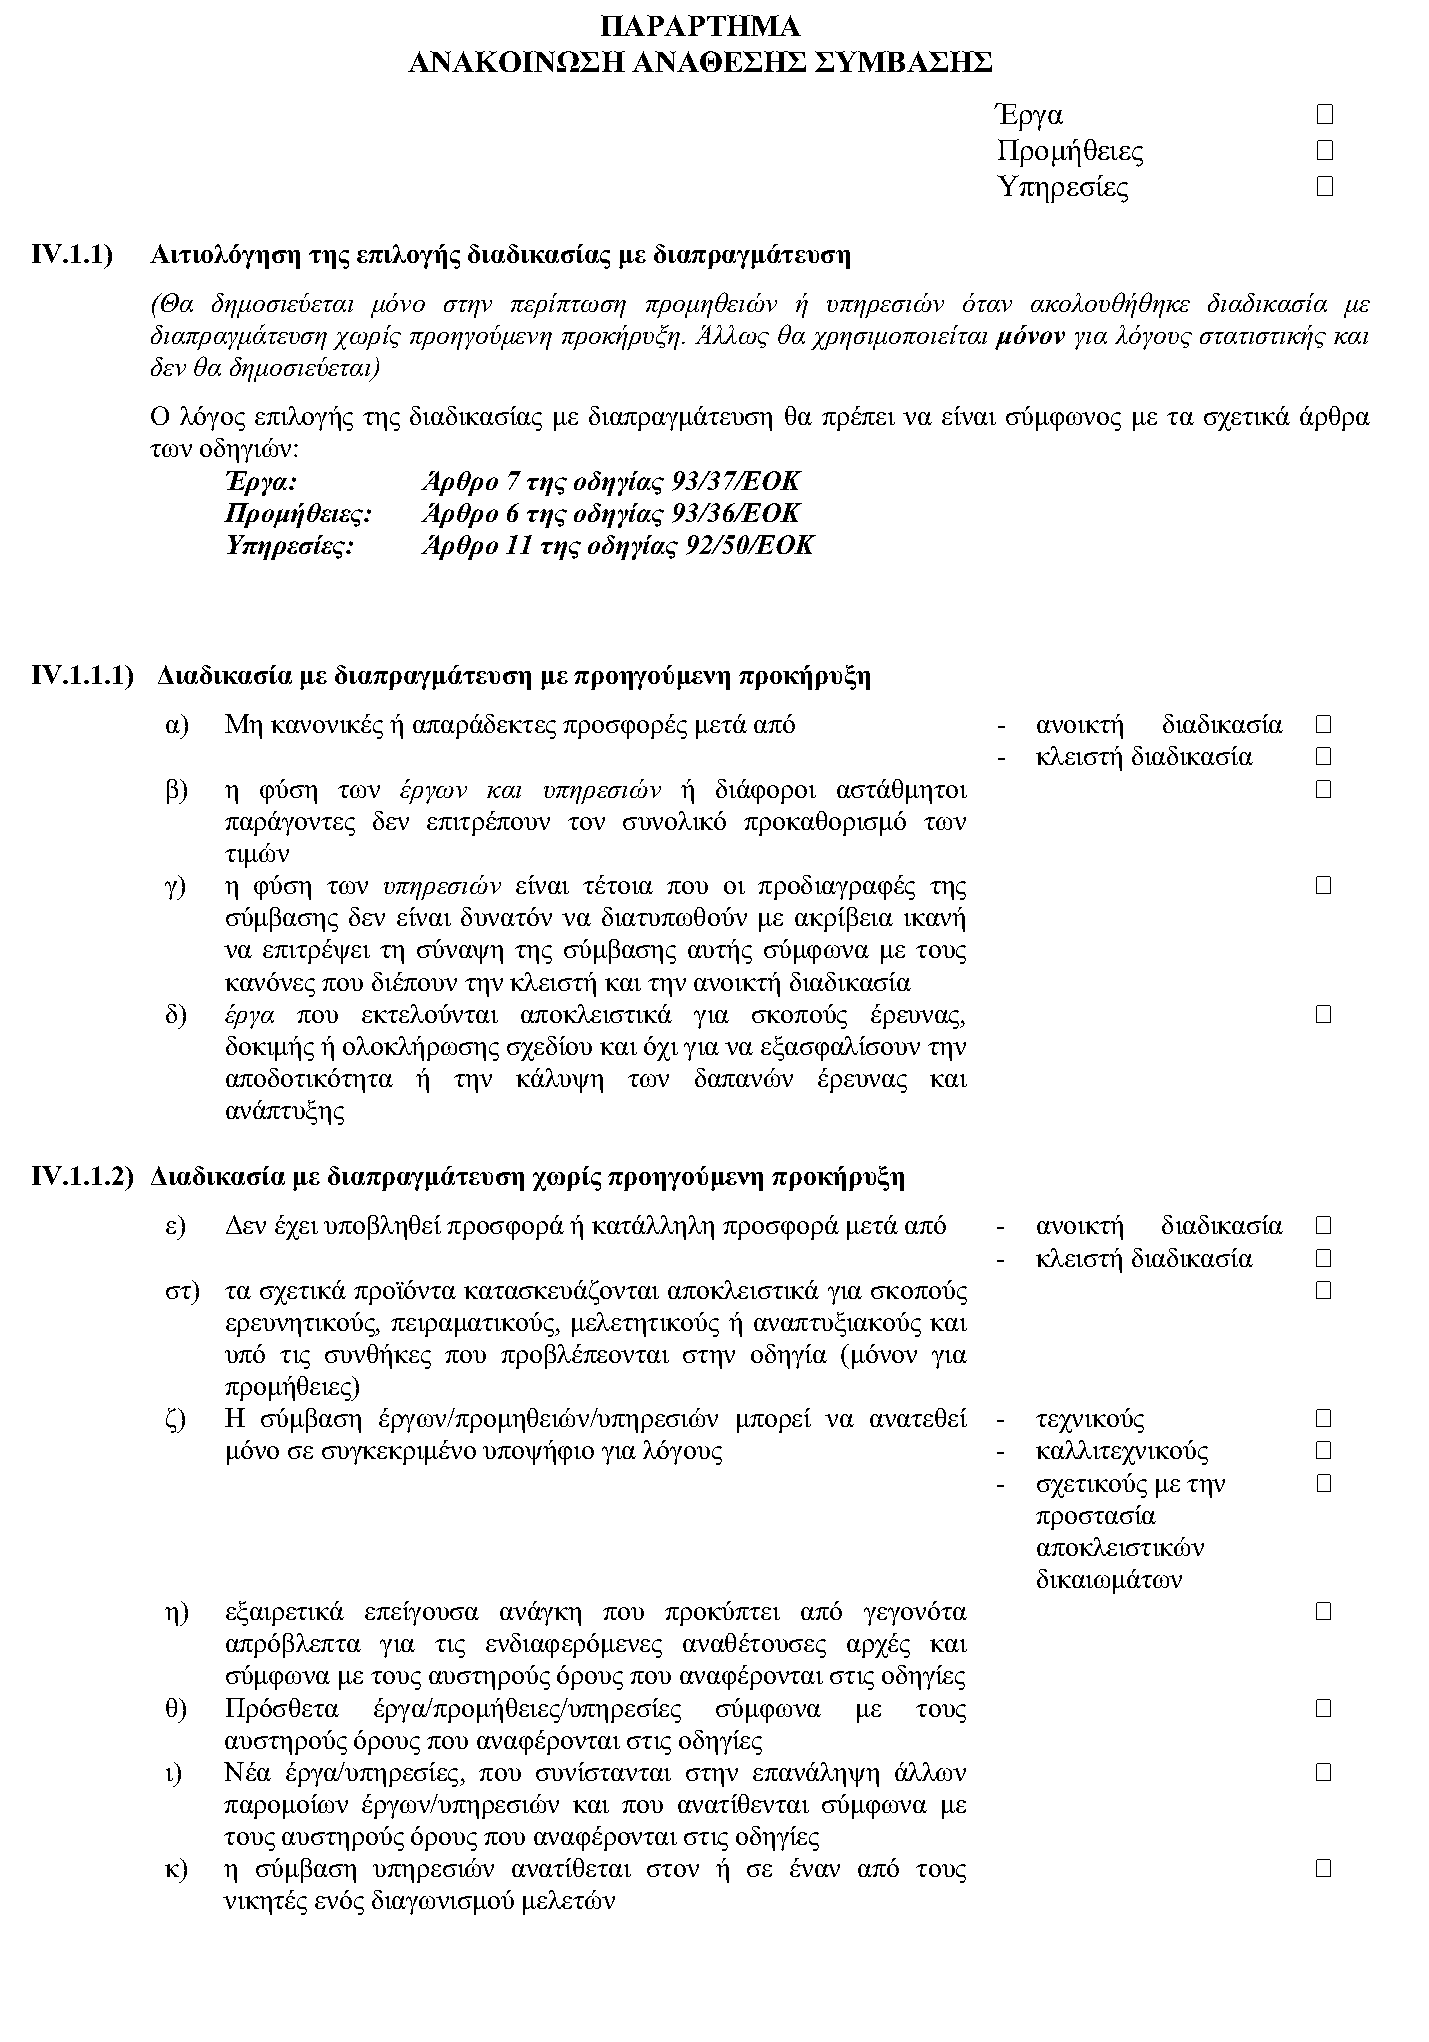 ΠΑΡΑΡΤΗΜΑ
ΑΝΑΚΟΙΝΩΣΗ ΑΝΑΘΕΣΗΣ ΣΥΜΒΑΣΗΣ
Έργα □
Προμήθειες □
Υπηρεσίες □
IV.1.1) Αιτιολόγηση της επιλογής διαδικασίας με διαπραγμάτευση
(Θα δημοσιεύεται μόνο στην περίπτωση προμηθειών ή υπηρεσιών όταν ακολουθήθηκε διαδικασία με
διαπραγμάτευση χωρίς προηγούμενη προκήρυξη. Άλλως θα χρησιμοποιείται μόνον για λόγους στατιστικής και
δεν θα δημοσιεύεται)
Ο λόγος επιλογής της διαδικασίας με διαπραγμάτευση θα πρέπει να είναι σύμφωνος με τα σχετικά άρθρα
των οδηγιών:
Έργα: Άρθρο 7 της οδηγίας 93/37/ΕΟΚ
Προμήθειες: Άρθρο 6 της οδηγίας 93/36/ΕΟΚ
Υπηρεσίες: Άρθρο 11 της οδηγίας 92/50/ΕΟΚ
IV.1.1.1) Διαδικασία με διαπραγμάτευση με προηγούμενη προκήρυξη
α) Μη κανονικές ή απαράδεκτες προσφορές μετά από - ανοικτή διαδικασία □
- κλειστή διαδικασία □
β) η φύση των έργων και υπηρεσιών ή διάφοροι αστάθμητοι □
παράγοντες δεν επιτρέπουν τον συνολικό προκαθορισμό των
τιμών
γ) η φύση των υπηρεσιών είναι τέτοια που οι προδιαγραφές της □
σύμβασης δεν είναι δυνατόν να διατυπωθούν με ακρίβεια ικανή
να επιτρέψει τη σύναψη της σύμβασης αυτής σύμφωνα με τους
κανόνες που διέπουν την κλειστή και την ανοικτή διαδικασία
δ) έργα που εκτελούνται αποκλειστικά για σκοπούς έρευνας, □
δοκιμής ή ολοκλήρωσης σχεδίου και όχι για να εξασφαλίσουν την
αποδοτικότητα ή την κάλυψη των δαπανών έρευνας και
ανάπτυξης
IV.1.1.2) Διαδικασία με διαπραγμάτευση χωρίς προηγούμενη προκήρυξη
ε) Δεν έχει υποβληθεί προσφορά ή κατάλληλη προσφορά μετά από - ανοικτή διαδικασία □
- κλειστή διαδικασία □
στ) τα σχετικά προϊόντα κατασκευάζονται αποκλειστικά για σκοπούς □
ερευνητικούς, πειραματικούς, μελετητικούς ή αναπτυξιακούς και
υπό τις συνθήκες που προβλέπεονται στην οδηγία (μόνον για
προμήθειες)
ζ) Η σύμβαση έργων/προμηθειών/υπηρεσιών μπορεί να ανατεθεί - τεχνικούς □
μόνο σε συγκεκριμένο υποψήφιο για λόγους - καλλιτεχνικούς □
- σχετικούς με την □
προστασία
αποκλειστικών
δικαιωμάτων
η) εξαιρετικά επείγουσα ανάγκη που προκύπτει από γεγονότα □
απρόβλεπτα για τις ενδιαφερόμενες αναθέτουσες αρχές και
σύμφωνα με τους αυστηρούς όρους που αναφέρονται στις οδηγίες
θ) Πρόσθετα έργα/προμήθειες/υπηρεσίες σύμφωνα με τους □
αυστηρούς όρους που αναφέρονται στις οδηγίες
ι) Νέα έργα/υπηρεσίες, που συνίστανται στην επανάληψη άλλων □
παρομοίων έργων/υπηρεσιών και που ανατίθενται σύμφωνα με
τους αυστηρούς όρους που αναφέρονται στις οδηγίες
κ) η σύμβαση υπηρεσιών ανατίθεται στον ή σε έναν από τους □
νικητές ενός διαγωνισμού μελετών